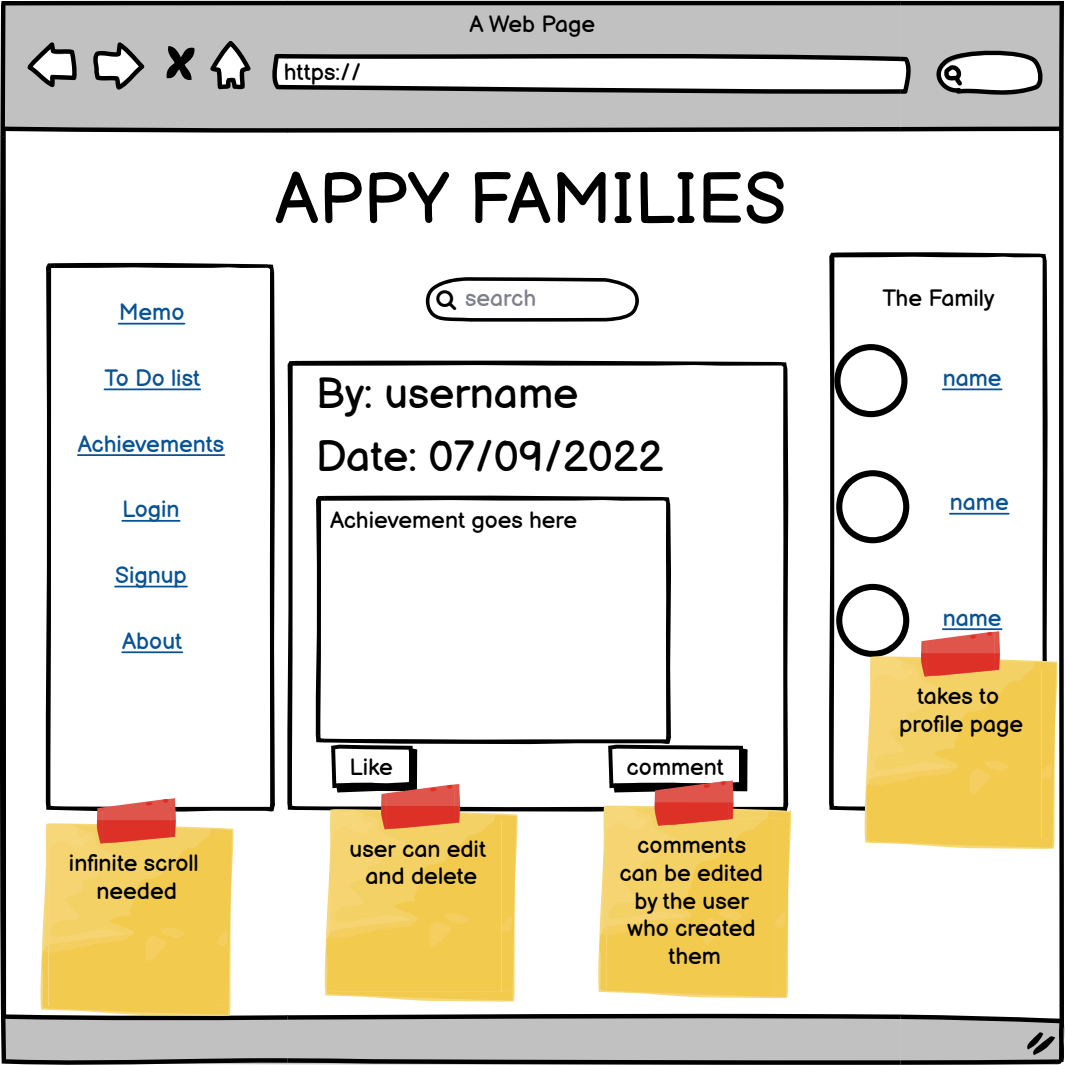 A Web Page
https://
APPY FAMILIES
Memo
To Do list
Achievements
Login
Signup
About
search
By: username
Date: 07/09/2022
Achievement goes here
Like
comment
The Family
name
name
name
takes to
profile page
infinite scroll
needed
user can edit
and delete
comments
can be edited
by the user
who created
them